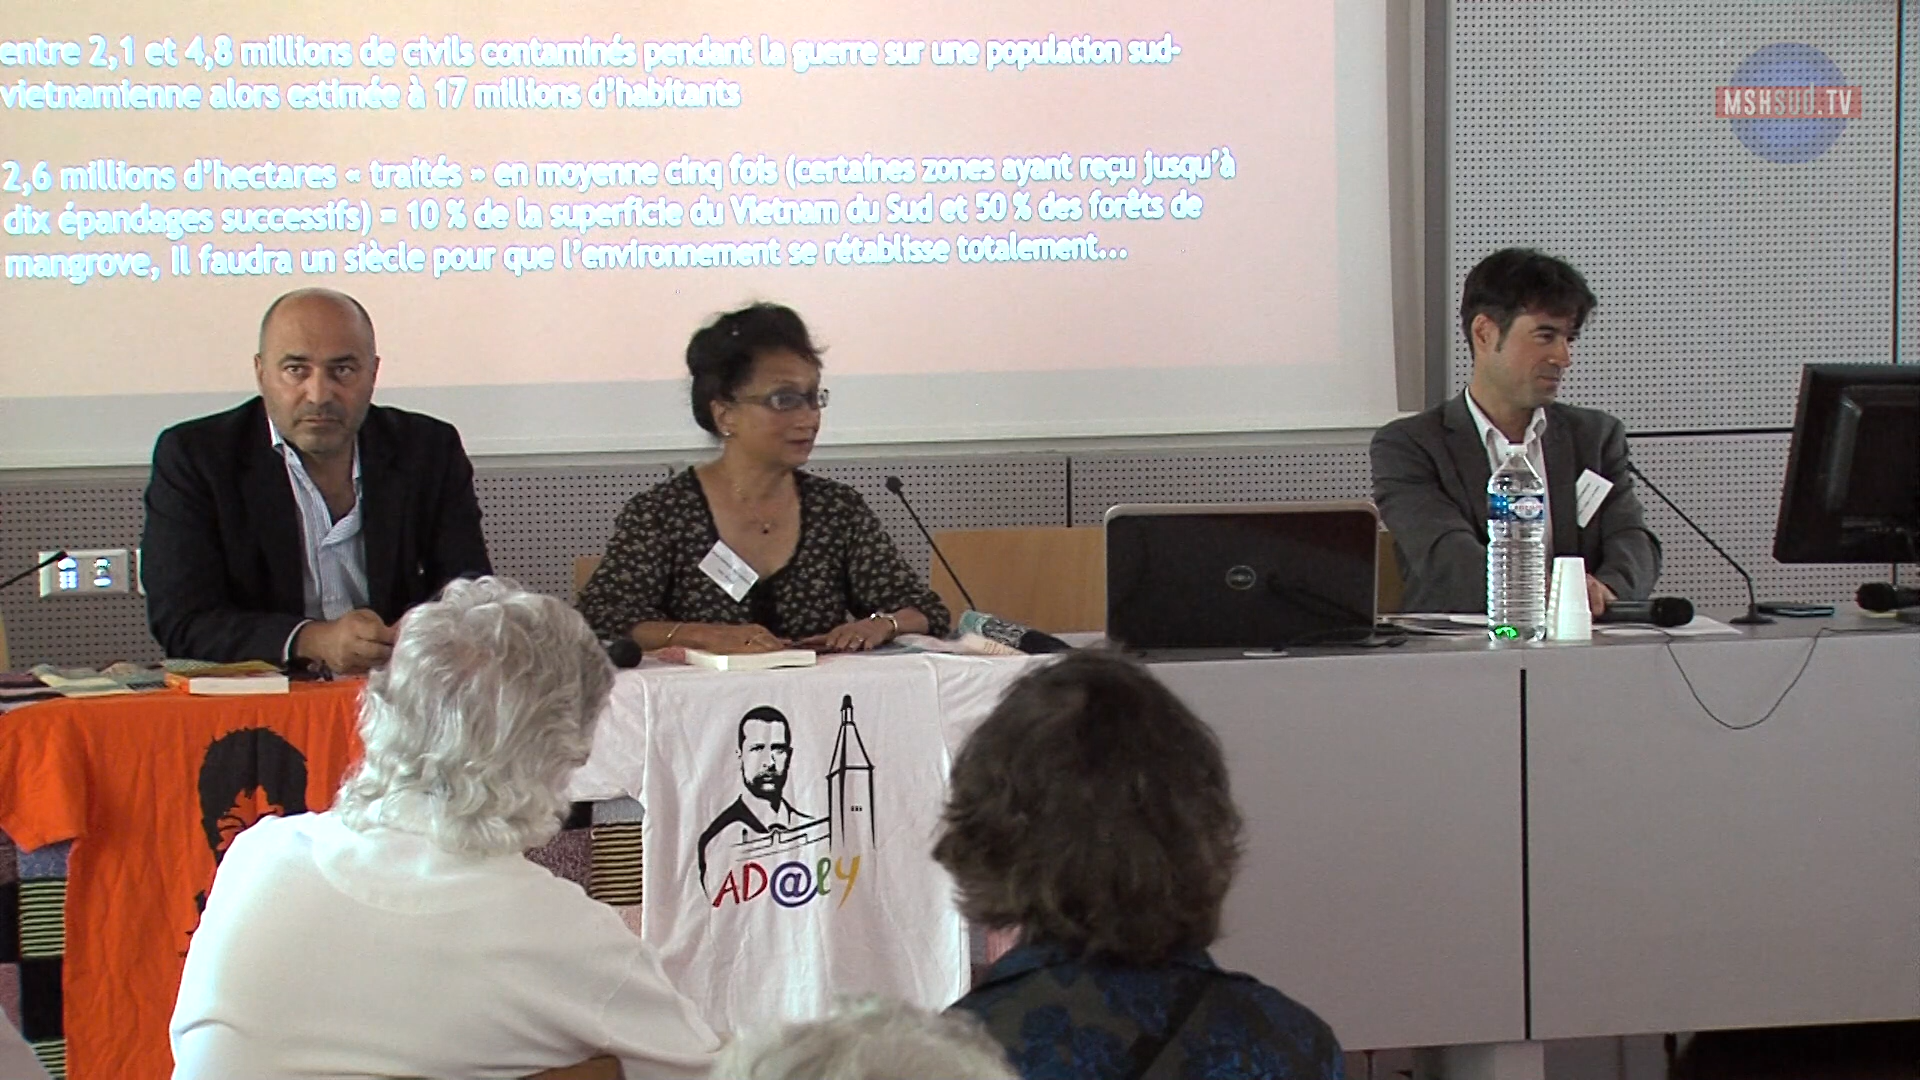 entre 2,1 et 4,8 millions de civils contaminés pendant la guerre sur une population sud-
vietnamienne alors estimée à 17 millions d'habitants
2,6 millions d'hectares « traités » en moyenne cinq fois (certaines zones ayant reçu jusqu'à
dix épandages successifs) = 10 % de la superficie du Vietnam du Sud et 50 % des forêts de
mangrove, Il faudra un siècle pour que l'environnement se rétablisse totalement...
MSHSUD.TV
DELL
AD@ly